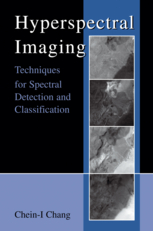 Hyperspectral
Imaging
Techniques
for Spectral
Detection and
Classification
Chein-I Chang